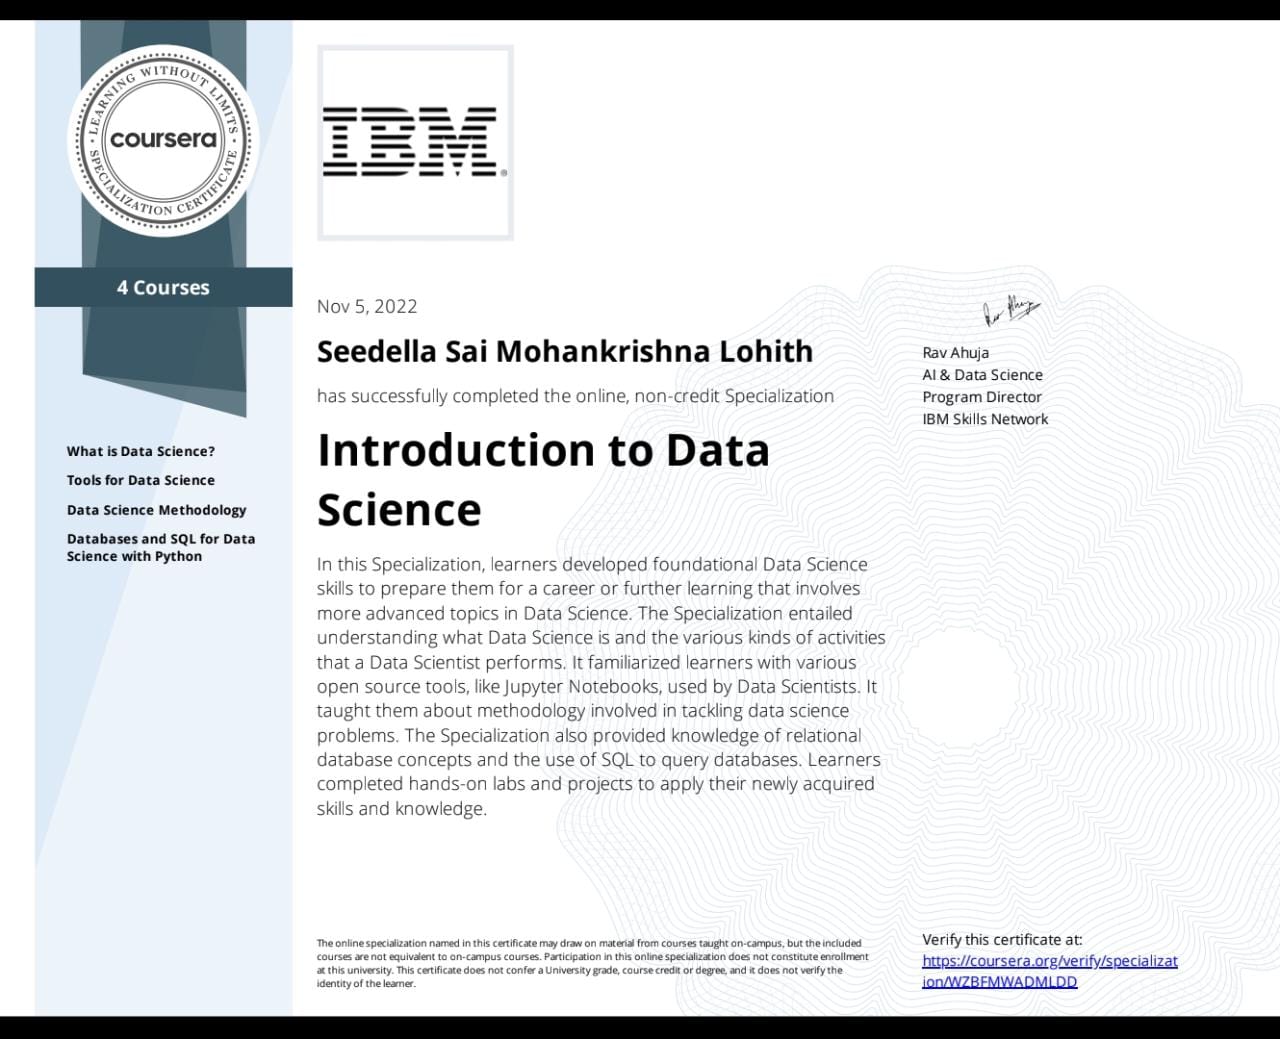 LEARNING WITHOUT LIMITS
coursera
SPECIALIZATION CERTIFICATE
4 Courses
What is Data Science?
Tools for Data Science
Data Science Methodology
Databases and SQL for Data
Science with Python
IBM®
Nov 5, 2022
Seedella Sai Mohankrishna Lohith
has successfully completed the online, non-credit Specialization
Introduction to Data
Science
In this Specialization, learners developed foundational Data Science
skills to prepare them for a career or further learning that involves
more advanced topics in Data Science. The Specialization entailed
understanding what Data Science is and the various kinds of activities
that a Data Scientist performs. It familiarized learners with various
open source tools, like Jupyter Notebooks, used by Data Scientists. It
taught them about methodology involved in tackling data science
problems. The Specialization also provided knowledge of relational
database concepts and the use of SQL to query databases. Learners
completed hands-on labs and projects to apply their newly acquired
skills and knowledge.
Rav Ahuja
Rav Ahuja
AI & Data Science
Program Director
IBM Skills Network
The online specialization named in this certificate may draw on material from courses taught on-campus, but the included
courses are not equivalent to on-campus courses. Participation in this online specialization does not constitute enrollment
at this university. This certificate does not confer a University grade, course credit or degree, and it does not verify the
identity of the learner.
Verify this certificate at:
https://coursera.org/verify/specializat
ion/WZBFMWADMLDD